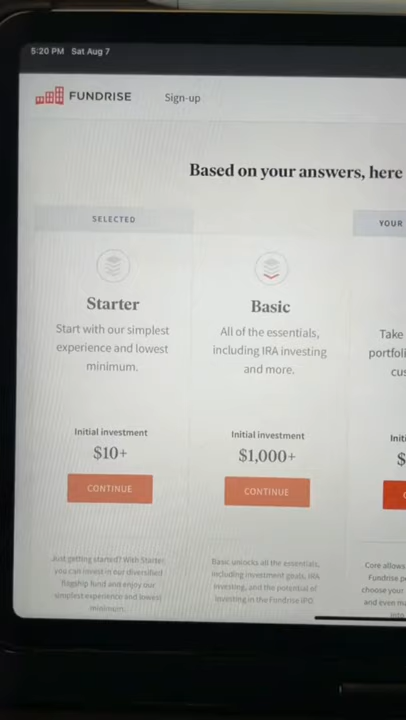 5:20 PM Sat Aug 7
FUNDRISE
Sign-up
Based on your answers, here
SELECTED
YOUR
Starter
Start with our simplest
experience and lowest
minimum.
Initial investment
$10+
CONTINUE
Just getting started? With Starter,
you can invest in our diversified
flagship fund and enjoy our
simplest experience and lowest
minimum.
Basic
All of the essentials,
including IRA investing
and more.
Initial investment
$1,000+
CONTINUE
Basic unlocks all the essentials,
including investment goals, IRA
investing, and the potential of
investing in the Fundrise iPO.
Take
portfoli
cus
Initi
$
C
Core allows
Fundrise p
choose your
and even m